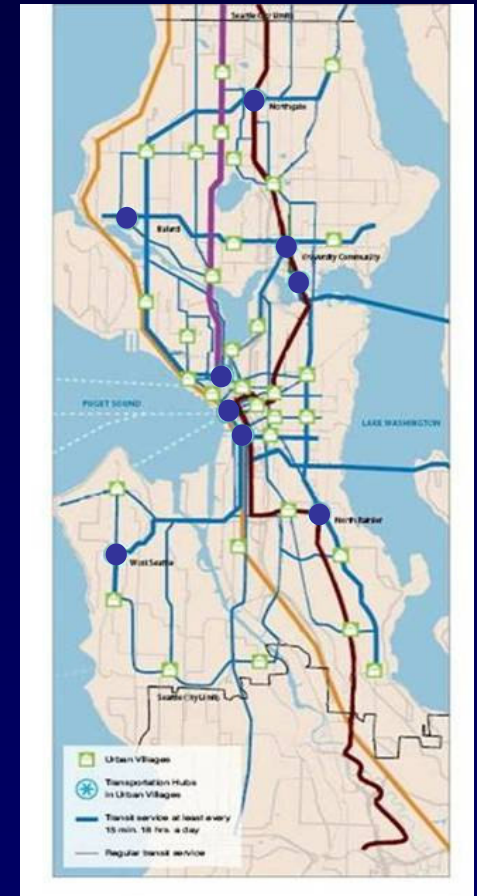 Seattle City Limits
Northgate
Ballard
University Community
PUGET SOUND
LAKE WASHINGTON
North Rainier
West Seattle
Seattle City Limits
Urban Villages
Transportation Hubs
in Urban Villages
Transit service at least every
15 min. 18 hrs. a day
Regular transit service